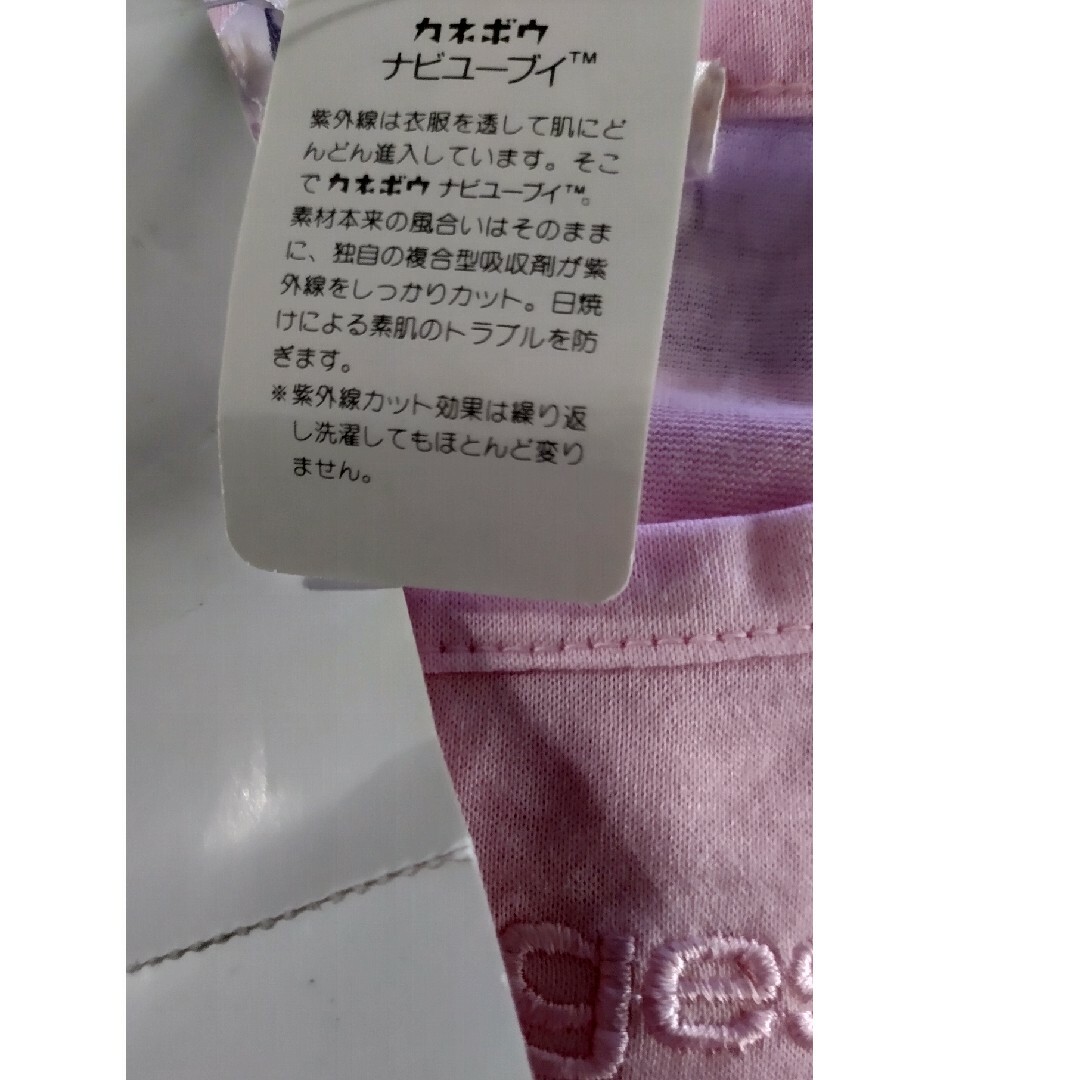 カネボウ
ナビユーブイ™
紫外線は衣服を透して肌にど
んどん進入しています。そこ
でカネボウ ナビユーブイ™。
素材本来の風合いはそのまま
に、独自の複合型吸収剤が紫
外線をしっかりカット。日焼
けによる素肌のトラブルを防
ぎます。
※紫外線カット効果は繰り返
し洗濯してもほとんど変り
ません。